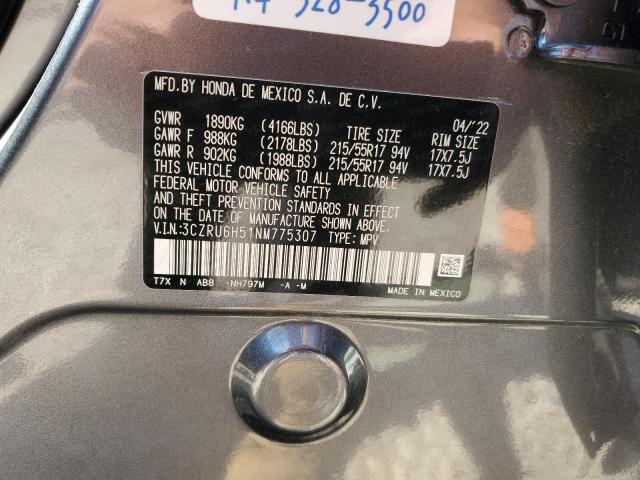 328-3500
MFD.BY HONDA DE MEXICO S.A. DE C.V.
04/'22
GVWR 1890KG (4166LBS) TIRE SIZE RIM SIZE
GAWR F 988KG (2178LBS) 215/55R17 94V 17X7.5J
GAWR R 902KG (1988LBS) 215/55R17 94V 17X7.5J
THIS VEHICLE CONFORMS TO ALL APPLICABLE
FEDERAL MOTOR VEHICLE SAFETY
AND THEFT PREVENTION STANDARDS IN EFFECT
ON THE DATE OF MANUFACTURE SHOWN ABOVE.
V.I.N:3CZRU6H51NM775307 TYPE: MPV
T7X N AB8 -NH797M -A -M
MADE IN MEXICO